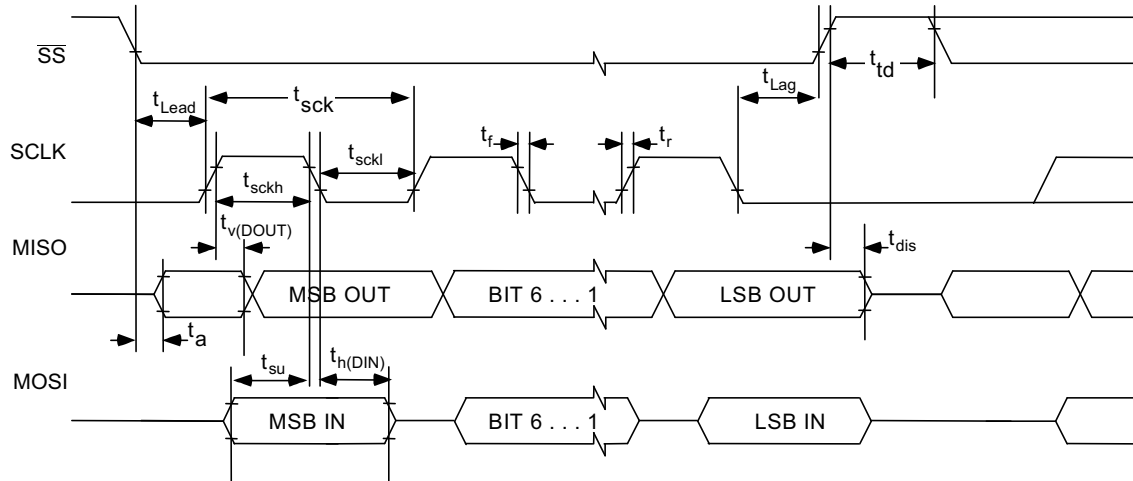 SS
t_Lag
t_td
t_Lead
t_sck
SCLK
t_f
t_r
t_sckl
t_sckh
t_v(DOUT)
MISO
t_dis
MSB OUT
BIT 6 . . . 1
LSB OUT
t_a
t_su
t_h(DIN)
MOSI
MSB IN
BIT 6 . . . 1
LSB IN